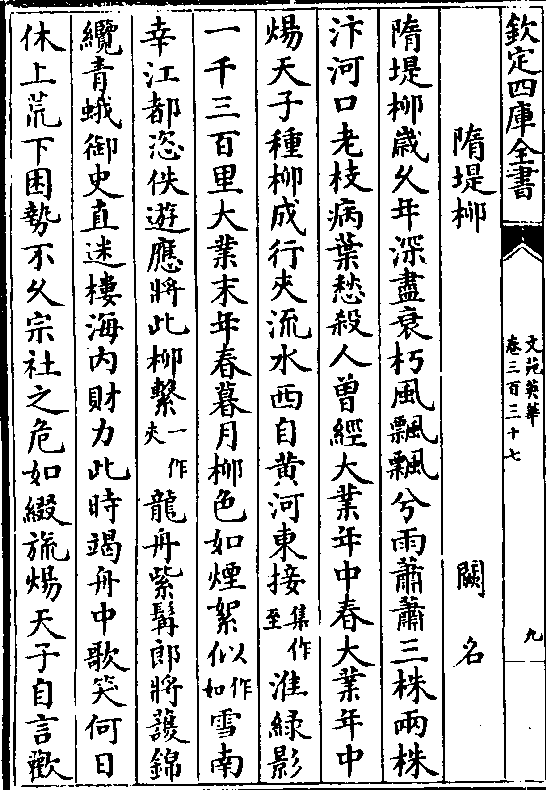 欽定四庫全書
文苑英華
卷三百三十七
九
隋堤柳
闕名
隋堤柳歲久年深盡衰朽風飄飄兮雨蕭蕭三株兩株
汴河口老枝病葉愁殺人曽經大業年中春大業年中
煬天子種柳成行夾流水西自黄河東接集作至淮緑影
一千三百里大業末年春暮月柳色如煙絮似以作如雪南
幸江都恣佚遊應將此柳繫一作夾龍舟紫髯郎將䕶錦
纜青蛾御史直迷樓海内財力此時竭舟中歌笑何日
休上荒下困勢不久宗社之危如綴旒煬天子自言歡